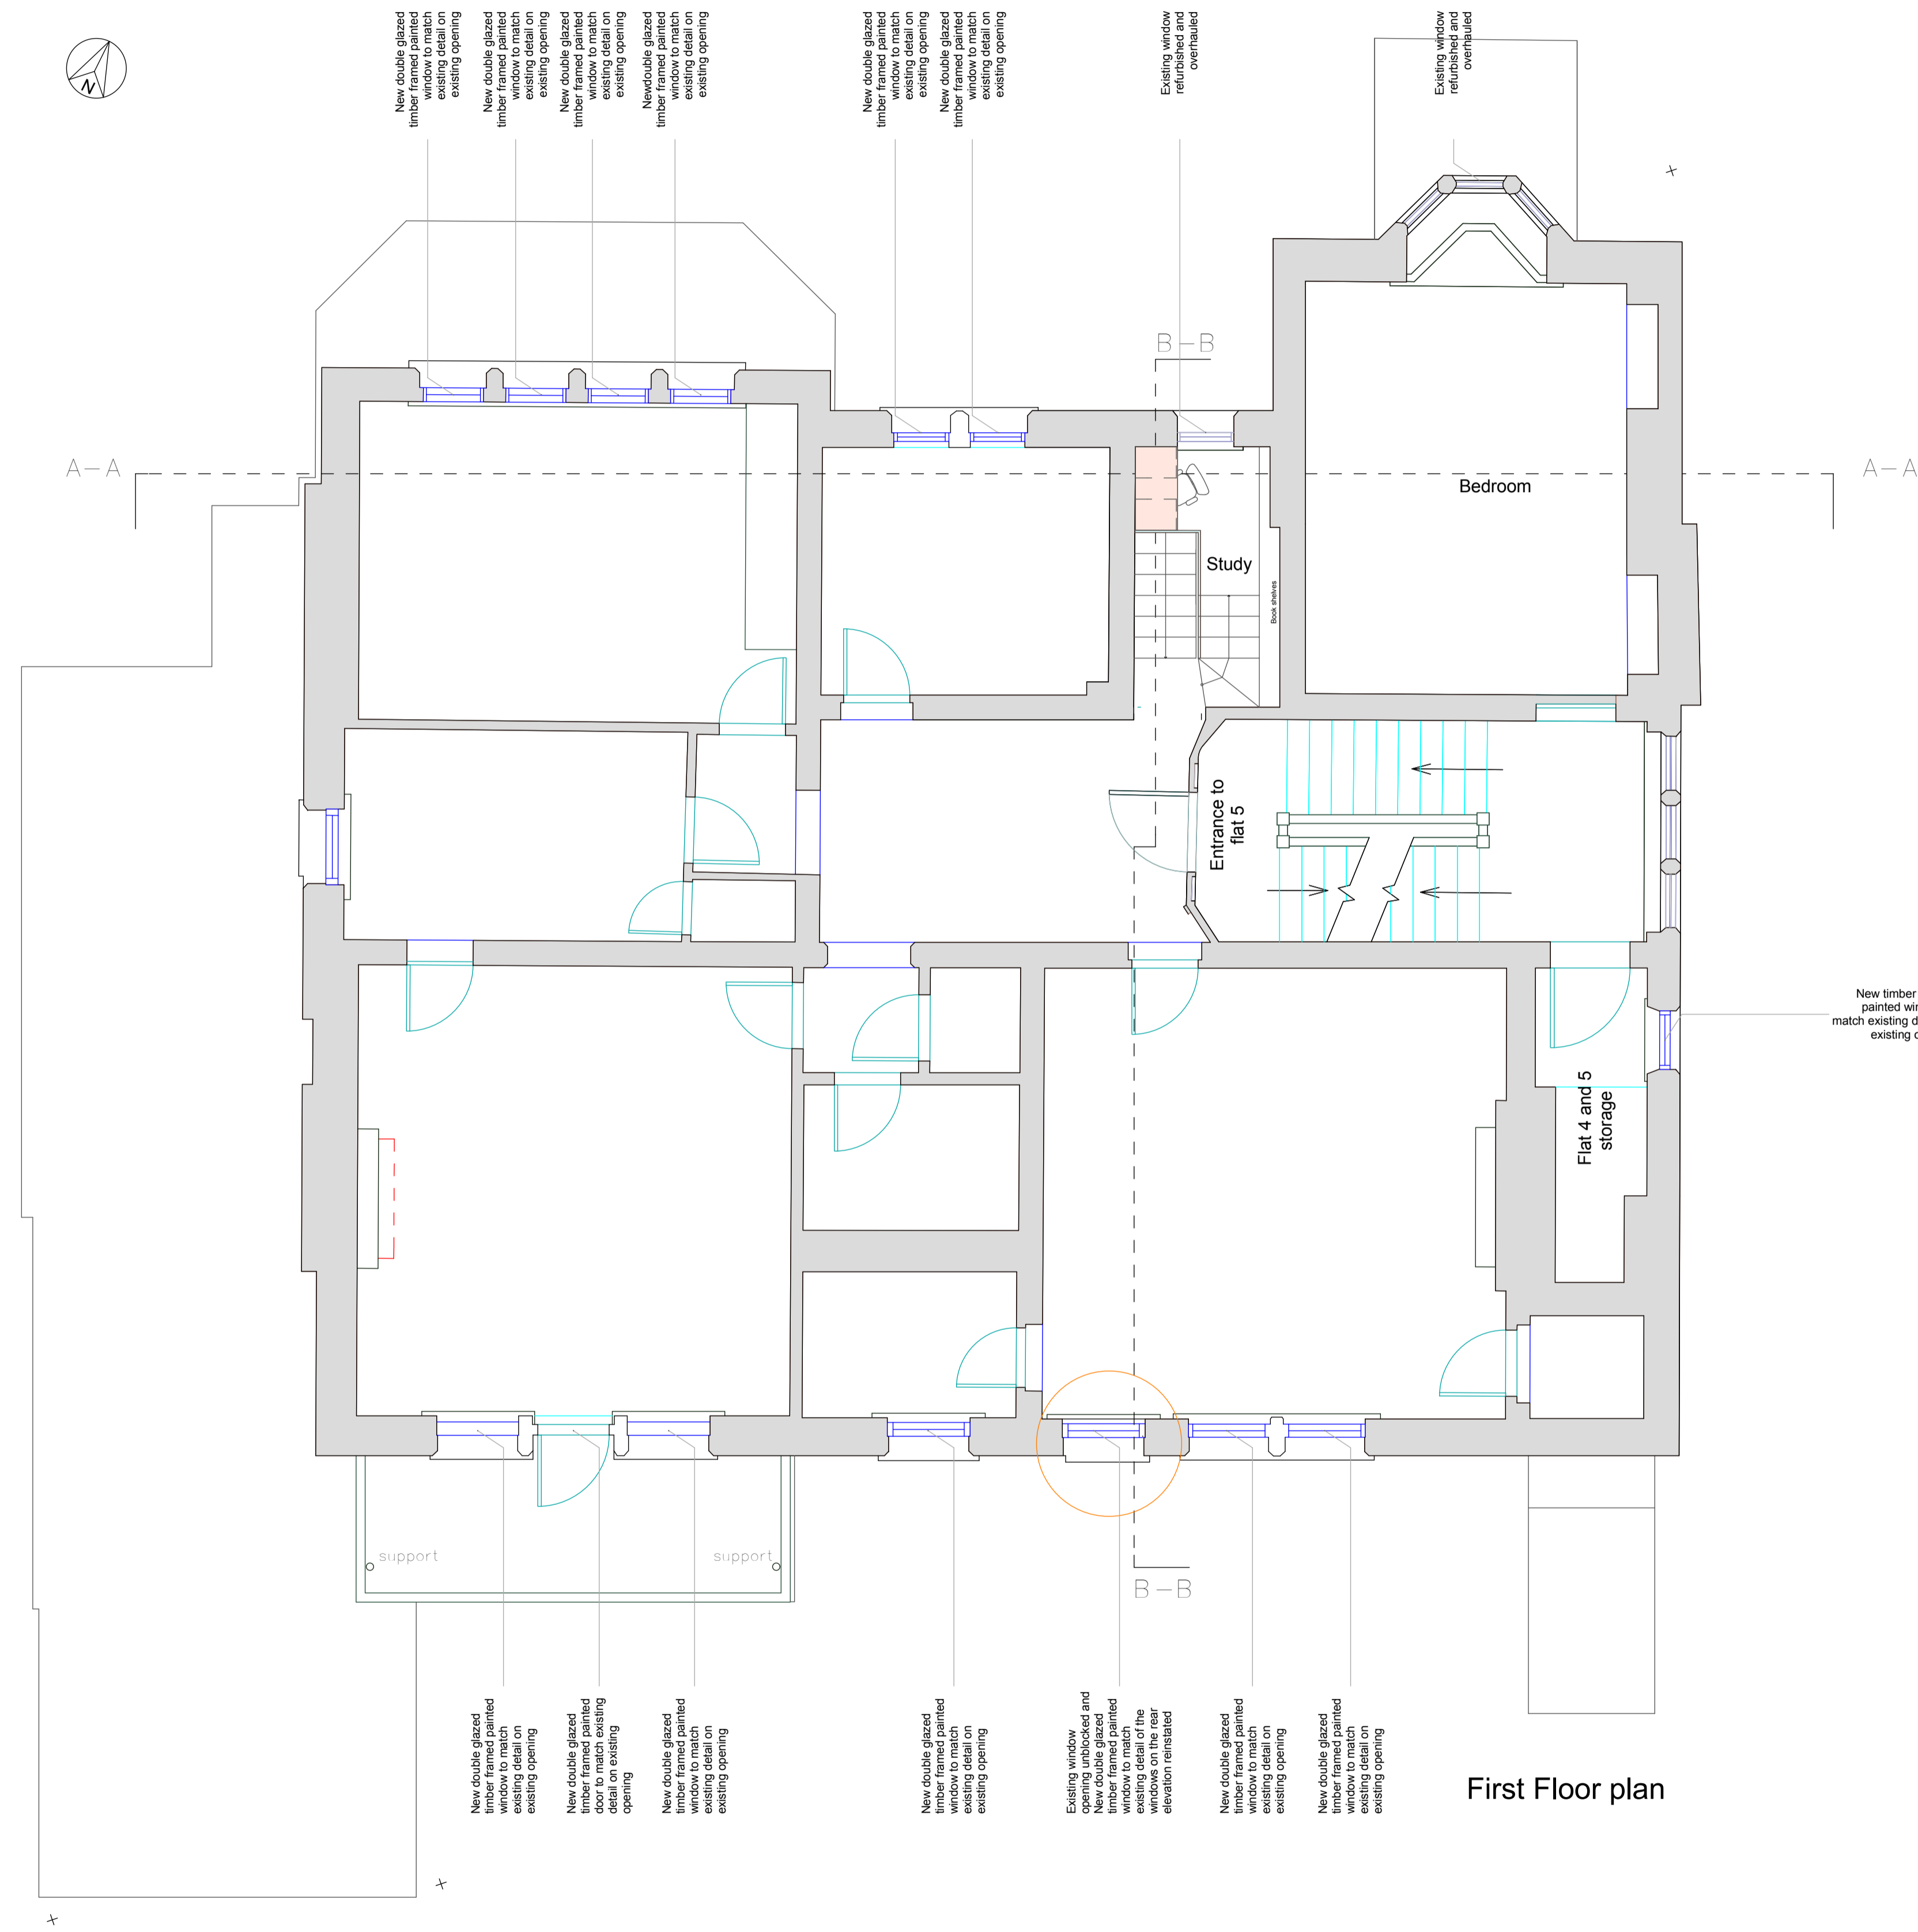 New double glazed
timber framed painted
window to match
existing detail on
existing opening
New double glazed
timber framed painted
window to match
existing detail on
existing opening
New double glazed
timber framed painted
window to match
existing detail on
existing opening
Newdouble glazed
timber framed painted
window to match
existing detail on
existing opening
New double glazed
timber framed painted
window to match
existing detail on
existing opening
New double glazed
timber framed painted
window to match
existing detail on
existing opening
Existing window
refurbished and
overhauled
Existing window
refurbished and
overhauled
N
B-B
A-A
A-A
Bedroom
Study
Book shelves
Entrance to
flat 5
New timber
painted
match existing
existing
Flat 4 and 5
storage
support
support
B-B
New double glazed
timber framed painted
window to match
existing detail on
existing opening
New double glazed
timber framed painted
door to match existing
detail on existing
opening
New double glazed
timber framed painted
window to match
existing detail on
existing opening
New double glazed
timber framed painted
window to match
existing detail on
existing opening
Existing window
opening unblocked and
New double glazed
timber framed painted
window to match
existing detail of the
windows on the rear
elevation reinstated
New double glazed
timber framed painted
window to match
existing detail on
existing opening
New double glazed
timber framed painted
window to match
existing detail on
existing opening
First Floor plan